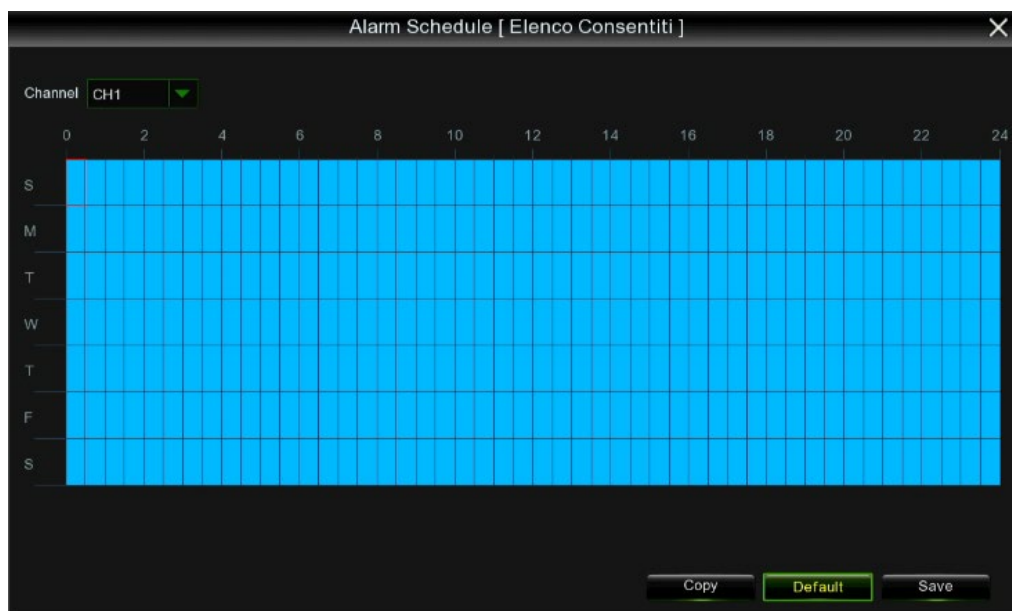 Alarm Schedule [ Elenco Consentiti ]
Channel CH1
0 2 4 6 8 10 12 14 16 18 20 22 24
S
M
T
W
T
F
S
Copy Default Save